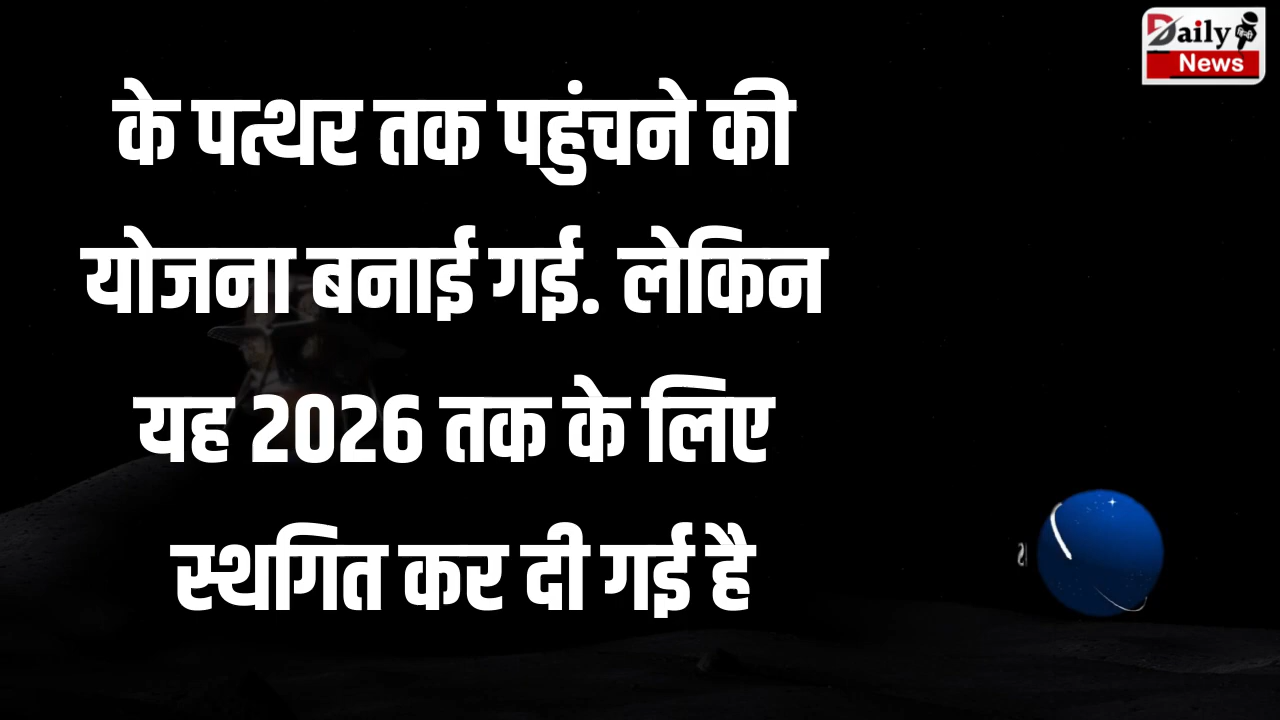 Daily
News
के पत्थर तक पहुंचने की
योजना बनाई गई. लेकिन
यह 2026 तक के लिए
स्थगित कर दी गई है